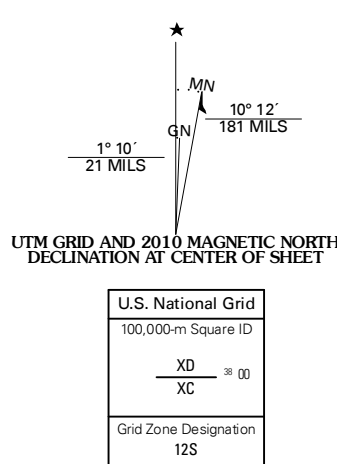 ★
MN
GN
10° 12´
181 MILS
1° 10´
21 MILS
UTM GRID AND 2010 MAGNETIC NORTH
DECLINATION AT CENTER OF SHEET
U.S. National Grid
100,000-m Square ID
XD
XC
38 00
Grid Zone Designation
12S